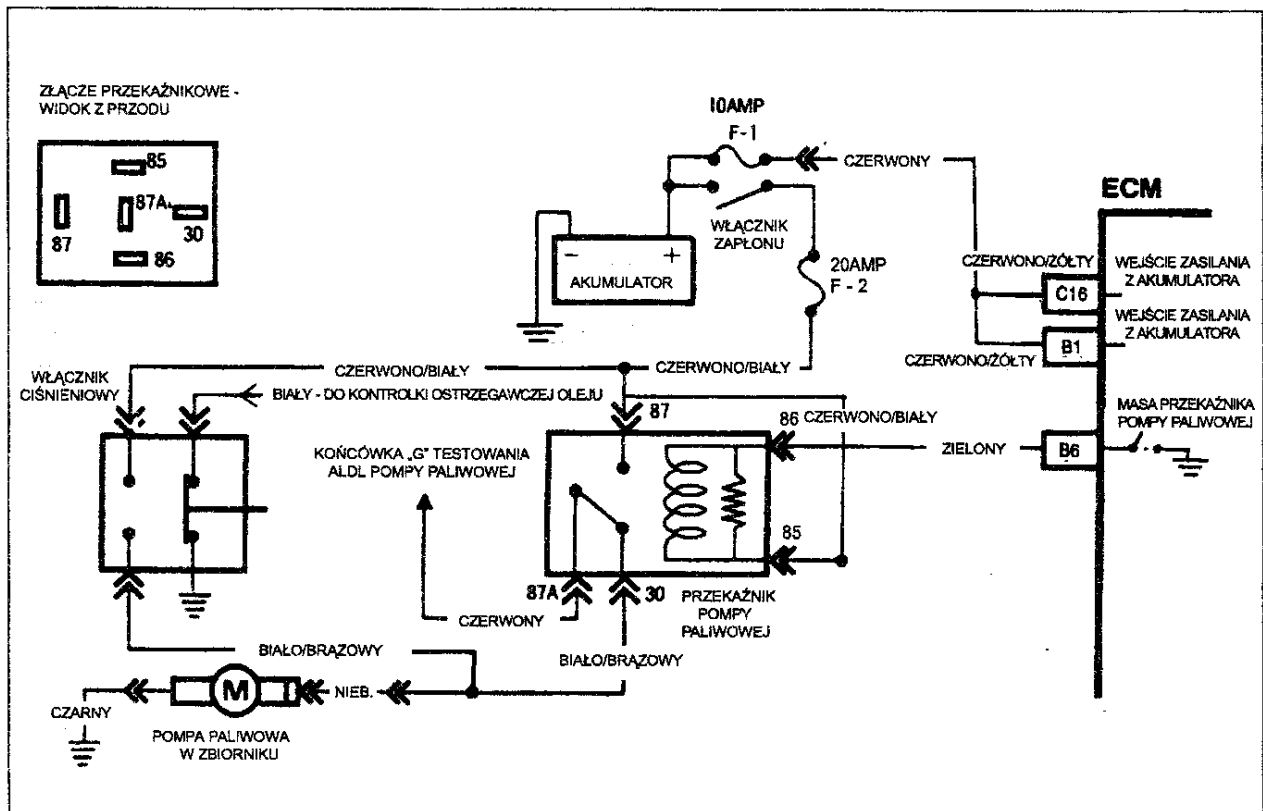 ZŁĄCZE PRZEKAŹNIKOWE -
WIDOK Z PRZODU
85
87A
87
30
86
10AMP
F-1
CZERWONY
WŁĄCZNIK
ZAPŁONU
- +
AKUMULATOR
20AMP
F - 2
ECM
CZERWONO/ŻÓŁTY
C16
WEJŚCIE ZASILANIA
Z AKUMULATORA
B1
WEJŚCIE ZASILANIA
Z AKUMULATORA
CZERWONO/ŻÓŁTY
WŁĄCZNIK
CIŚNIENIOWY
CZERWONO/BIAŁY
CZERWONO/BIAŁY
BIAŁY - DO KONTROLKI OSTRZEGAWCZEJ OLEJU
87
86
CZERWONO/BIAŁY
ZIELONY
B6
MASA PRZEKAŹNIKA
POMPY PALIWOWEJ
KOŃCÓWKA „G" TESTOWANIA
ALDL POMPY PALIWOWEJ
85
87A
30
PRZEKAŹNIK
POMPY
PALIWOWEJ
CZERWONY
BIAŁO/BRĄZOWY
BIAŁO/BRĄZOWY
M
NIEB.
CZARNY
POMPA PALIWOWA
W ZBIORNIKU